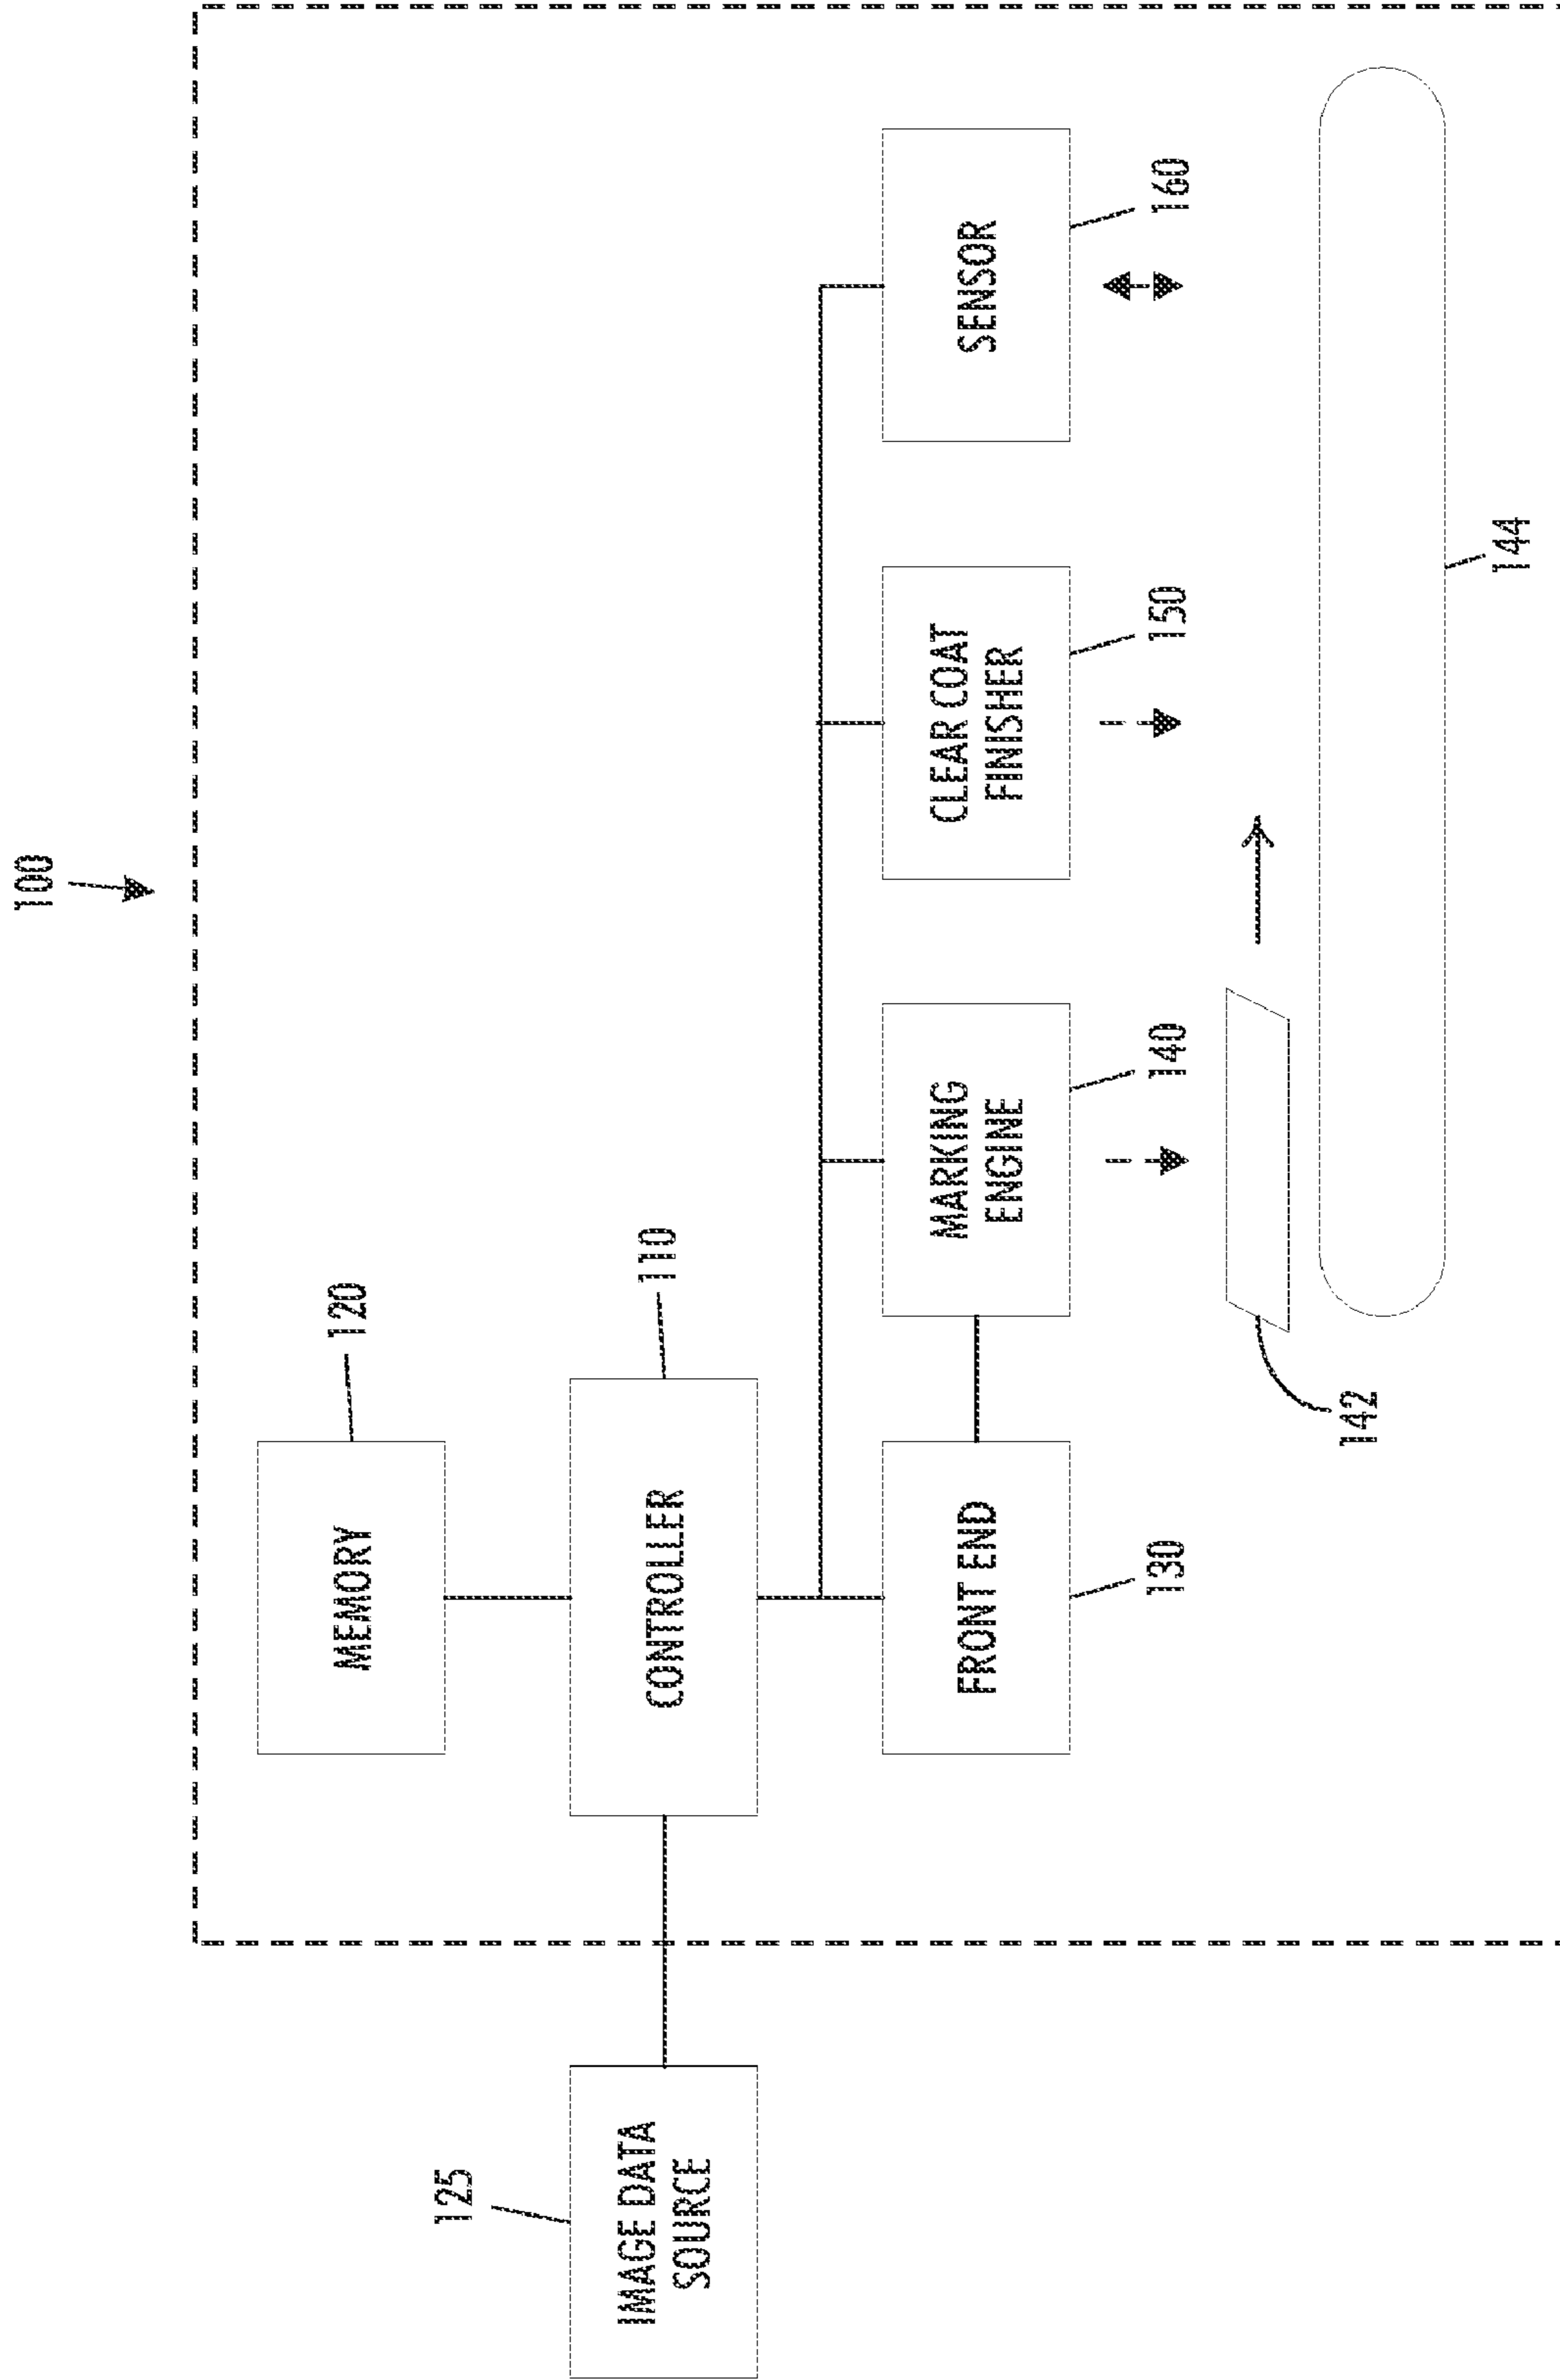 100
120
MEMORY
110
CONTROLLER
125
IMAGE DATA
SOURCE
FRONT END
130
MARKING
ENGINE
140
CLEAR COAT
FINISHER
150
SENSOR
160
142
144